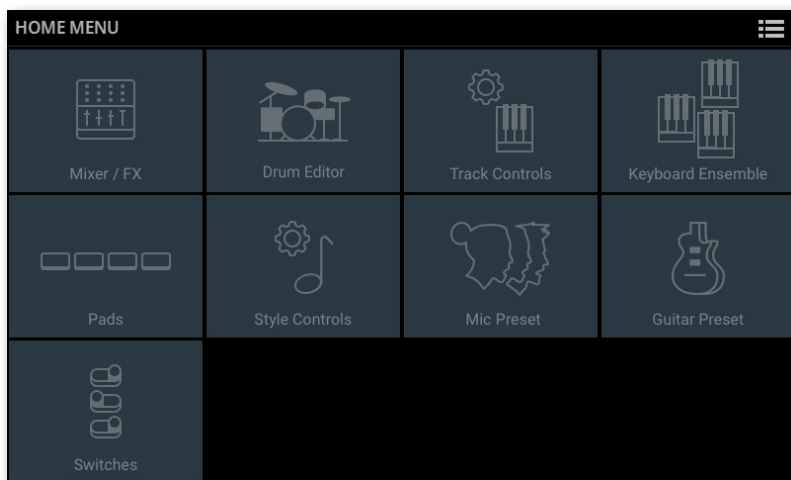 HOME MENU
Mixer / FX
Drum Editor
Track Controls
Keyboard Ensemble
Pads
Style Controls
Mic Preset
Guitar Preset
Switches